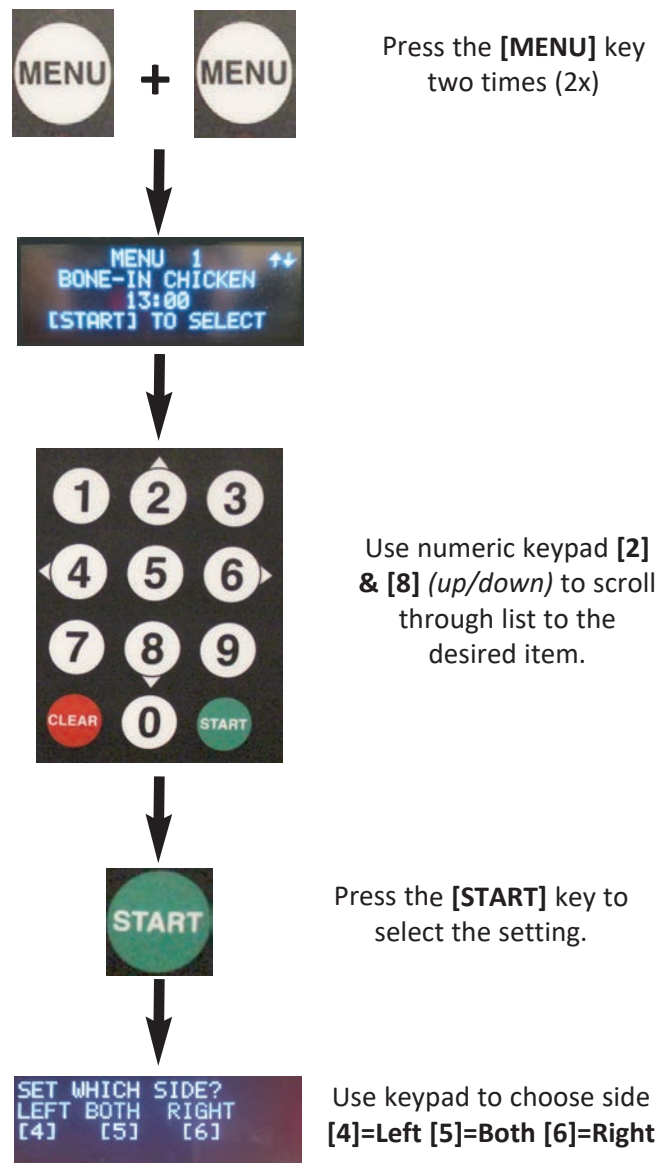 MENU + MENU
Press the [MENU] key
two times (2x)
MENU 1 ↑↓
BONE-IN CHICKEN
13:00
[START] TO SELECT
1 2 3
4 5 6
7 8 9
CLEAR 0 START
Use numeric keypad [2]
& [8] (up/down) to scroll
through list to the
desired item.
START
Press the [START] key to
select the setting.
SET WHICH SIDE?
LEFT BOTH RIGHT
[4] [5] [6]
Use keypad to choose side
[4]=Left [5]=Both [6]=Right